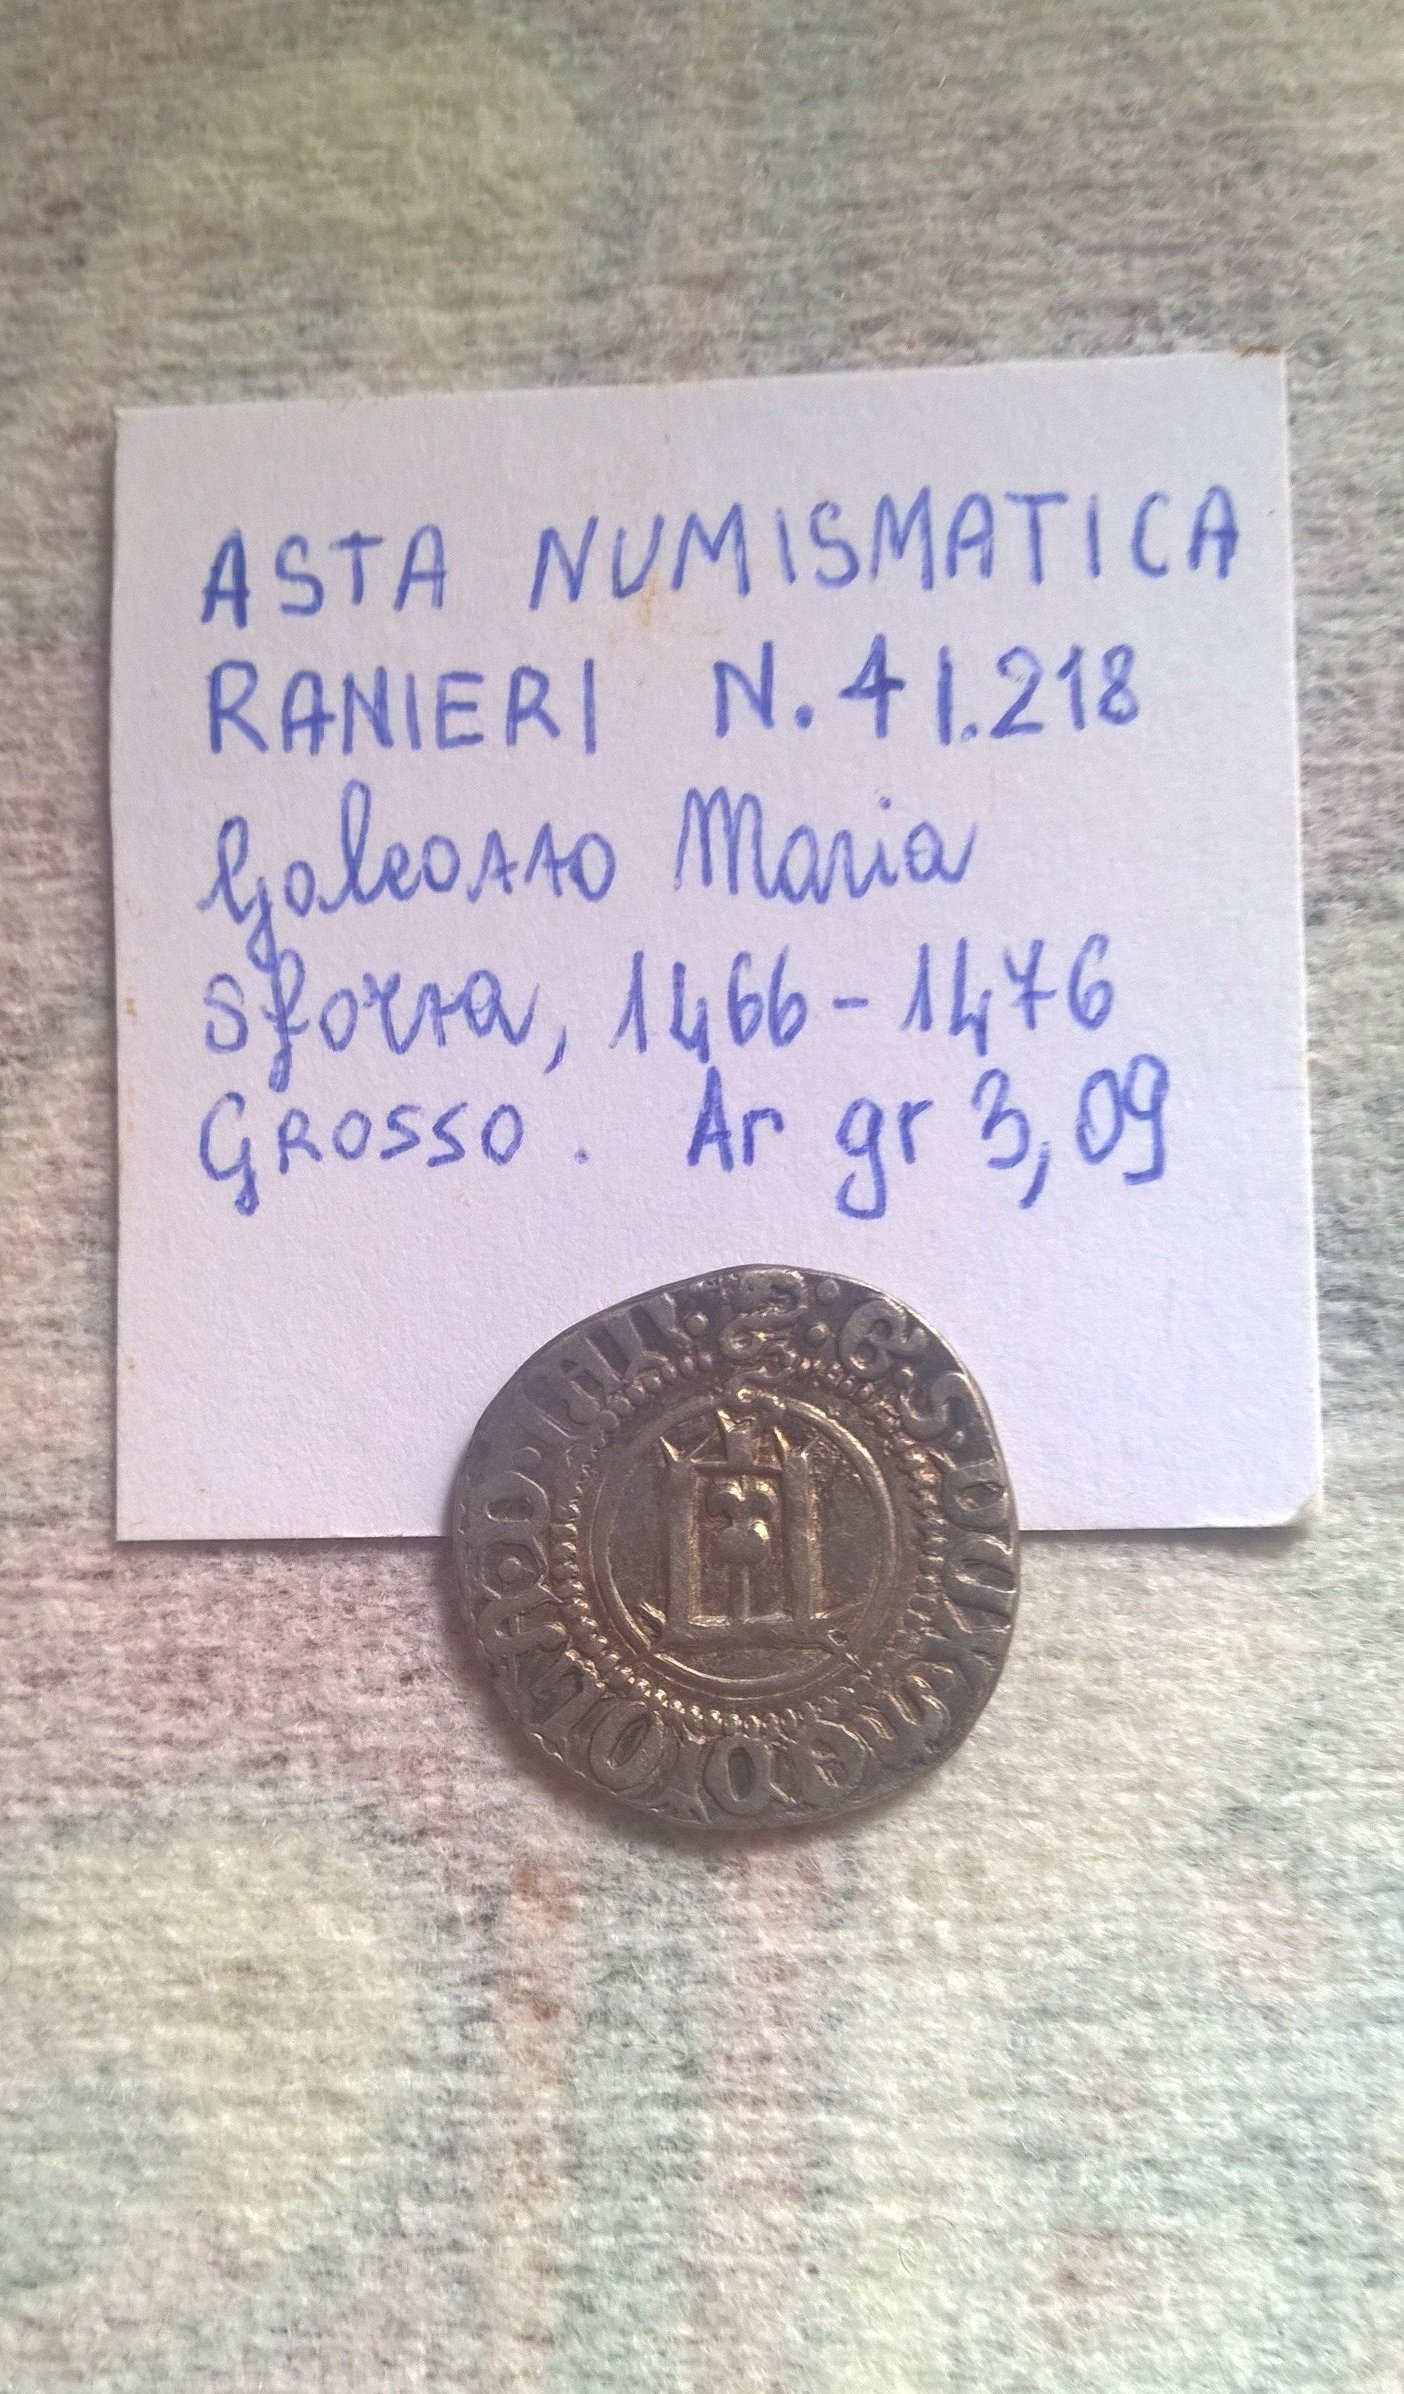 ASTA NUMISMATICA
RANIERI N. 41.218
Galeazzo Maria
Sforza, 1466-1476
GROSSO. Ar gr 3,09